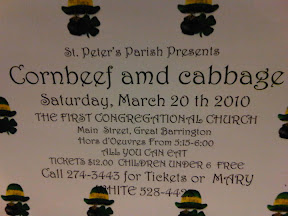 St. Peter's Parish Presents
Cornbeef amd cabbage
Saturday, March 20 th 2010
THE FIRST CONGREGATIONAL CHURCH
Main Street, Great Barrington
Hors d'Oeuvres From 5:15-6:00
ALL YOU CAN EAT
TICKETS $12.00 CHILDREN UNDER 6 FREE
Call 274-3443 for Tickets or MARY
WHITE